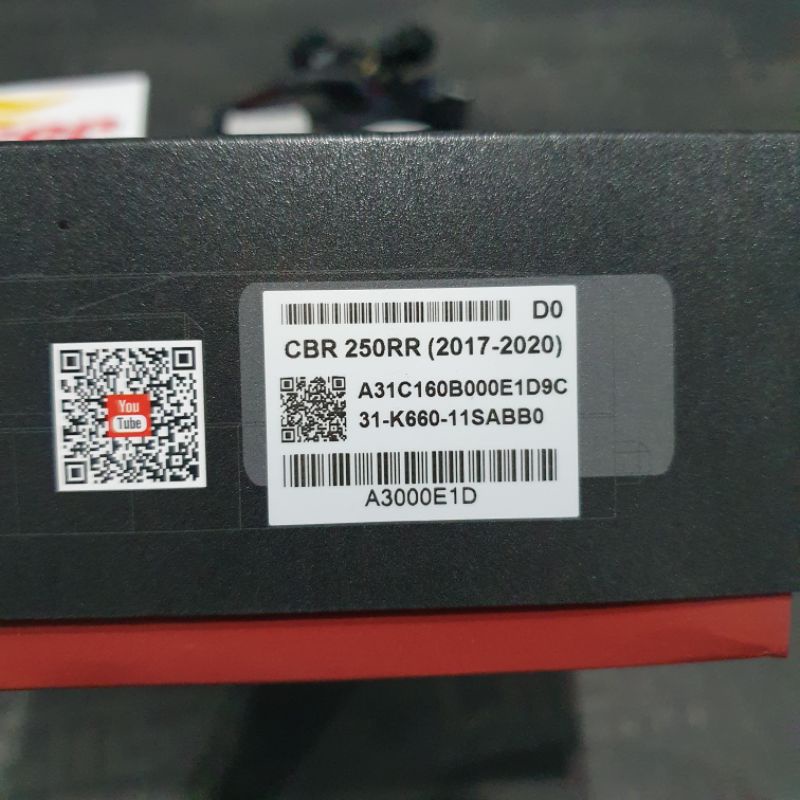 D0
CBR 250RR (2017-2020)
You
Tube
A31C160B000E1D9C
31-K660-11SABB0
A3000E1D